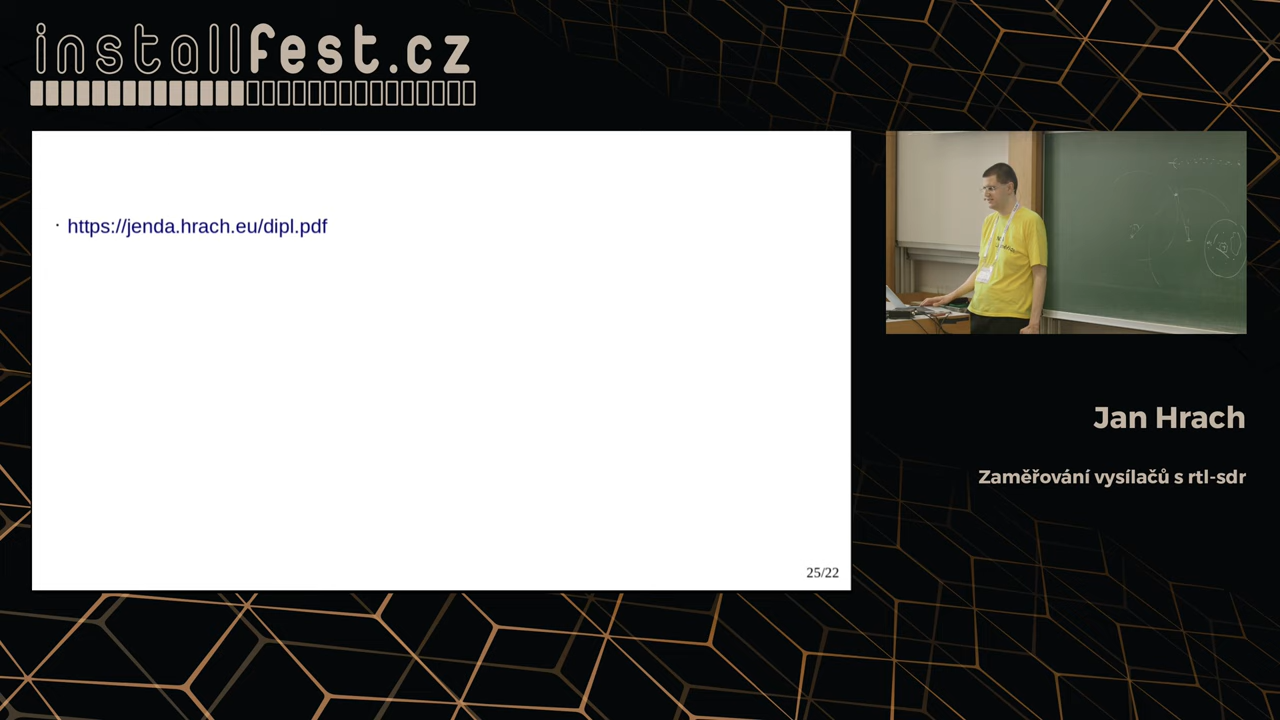 installfest.cz
· https://jenda.hrach.eu/dipl.pdf
25/22
Jan Hrach
Zaměřování vysílačů s rtl-sdr